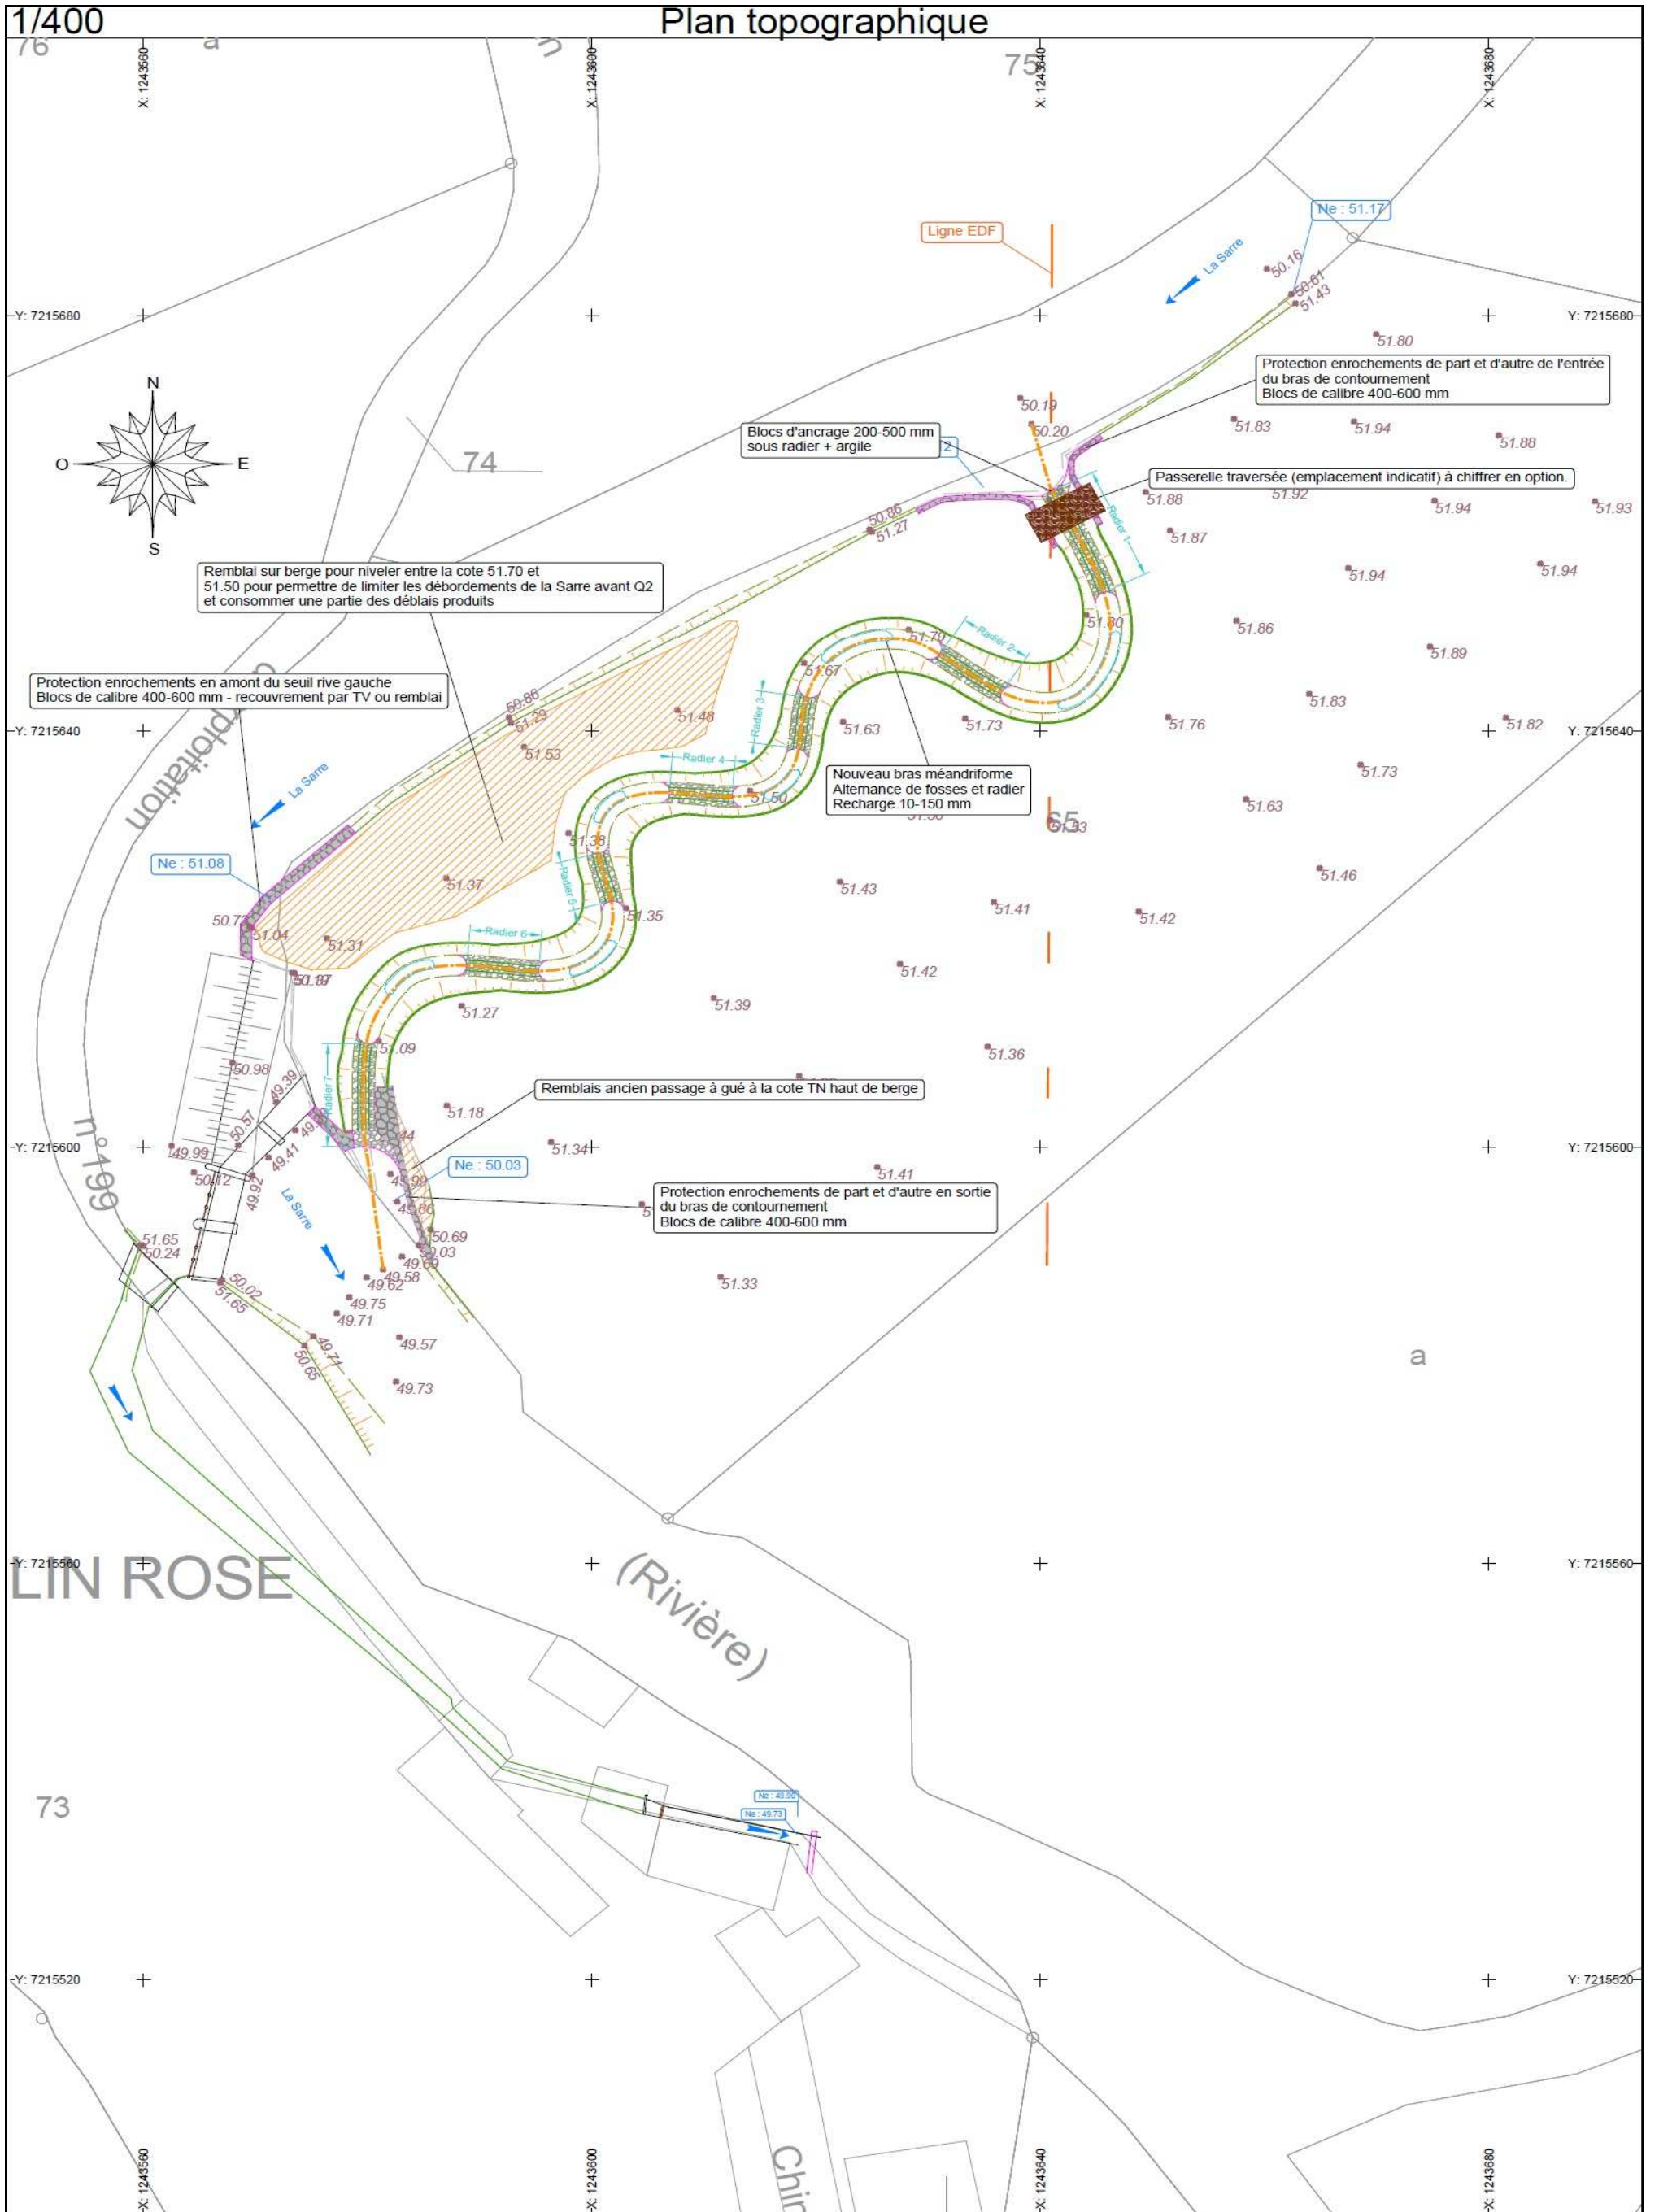 1/400
Plan topographique
76
a
75
X: 1243560
X: 1243600
X: 1243640
X: 1243680
Ne : 51.17
Ligne EDF
La Sarre
50.16
50.61
51.43
Y: 7215680
Y: 7215680
51.80
Protection enrochements de part et d'autre de l'entrée
du bras de contournement
Blocs de calibre 400-600 mm
N
O
E
S
50.19
50.20
51.83
51.94
51.88
Blocs d'ancrage 200-500 mm
sous radier + argile
74
Passerelle traversée (emplacement indicatif) à chiffrer en option.
51.88
51.92
51.94
51.93
Radier 1
50.86
51.27
51.87
51.94
51.94
Remblai sur berge pour niveler entre la cote 51.70 et
51.50 pour permettre de limiter les débordements de la Sarre avant Q2
et consommer une partie des déblais produits
51.80
51.86
51.79
Radier 2
51.89
Protection enrochements en amont du seuil rive gauche
Blocs de calibre 400-600 mm - recouvrement par TV ou remblai
51.67
51.83
50.86
51.29
51.48
Radier 3
51.63
51.73
51.76
51.82
Y: 7215640
Y: 7215640
51.53
51.73
Radier 4
La Sarre
Nouveau bras méandriforme
Alternance de fosses et radier
Recharge 10-150 mm
51.50
51.63
65
51.53
51.38
Ne : 51.08
51.46
Radier 5
51.37
51.43
51.35
51.41
51.42
51.04
51.31
Radier 6
51.42
51.39
51.27
51.09
51.36
50.98
49.39
Radier 7
Remblais ancien passage à gué à la cote TN haut de berge
51.18
50.57
Y: 7215600
Y: 7215600
n°199
49.99
49.41
51.34
Ne : 50.03
51.41
50.12
49.92
La Sarre
Protection enrochements de part et d'autre en sortie
du bras de contournement
Blocs de calibre 400-600 mm
50.69
51.65
50.24
49.69
49.58
49.62
51.33
50.02
51.65
49.75
49.71
49.57
49.71
50.65
49.73
a
Y: 7215560
Y: 7215560
LIN ROSE
(Rivière)
73
Ne : 49.73
Y: 7215520
Y: 7215520
X: 1243560
X: 1243600
X: 1243640
X: 1243680